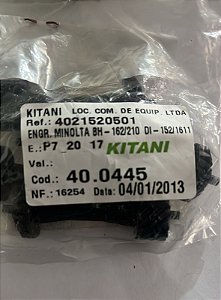 KITANI LOC. COM. DE EQUIP. LTDA
Ref.: 4021520501
ENGR. MINOLTA BH-162/210 DI-152/1611
E.: P7 20 17 KITANI
Val.:
Cod.: 40.0445
NF.: 16254 Data: 04/01/2013